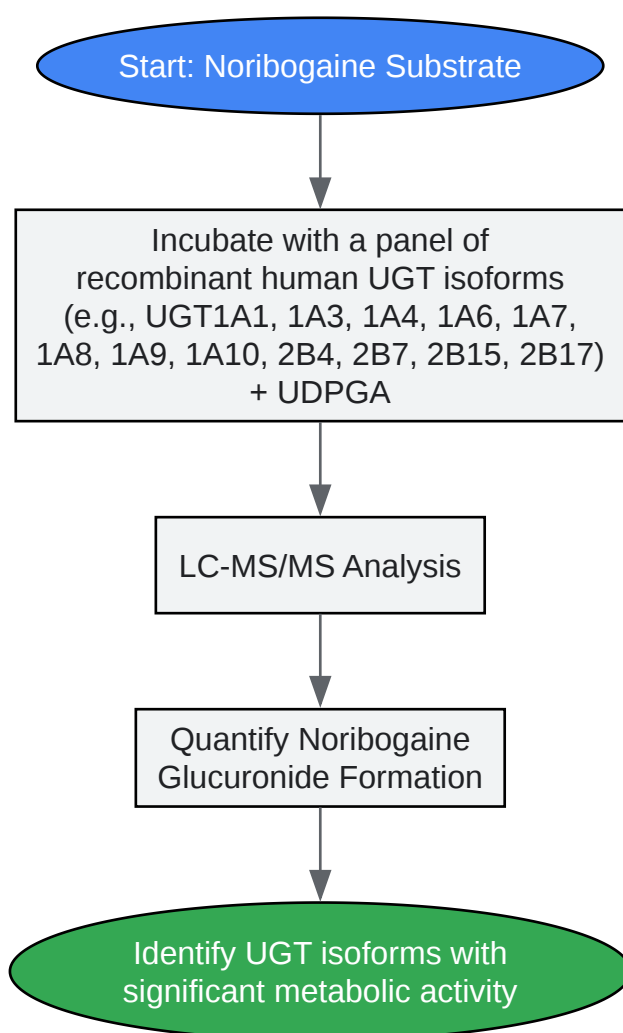 Start: Noribogaine Substrate
Incubate with a panel of
recombinant human UGT isoforms
(e.g., UGT1A1, 1A3, 1A4, 1A6, 1A7,
1A8, 1A9, 1A10, 2B4, 2B7, 2B15, 2B17)
+ UDPGA
LC-MS/MS Analysis
Quantify Noribogaine
Glucuronide Formation
Identify UGT isoforms with
significant metabolic activity